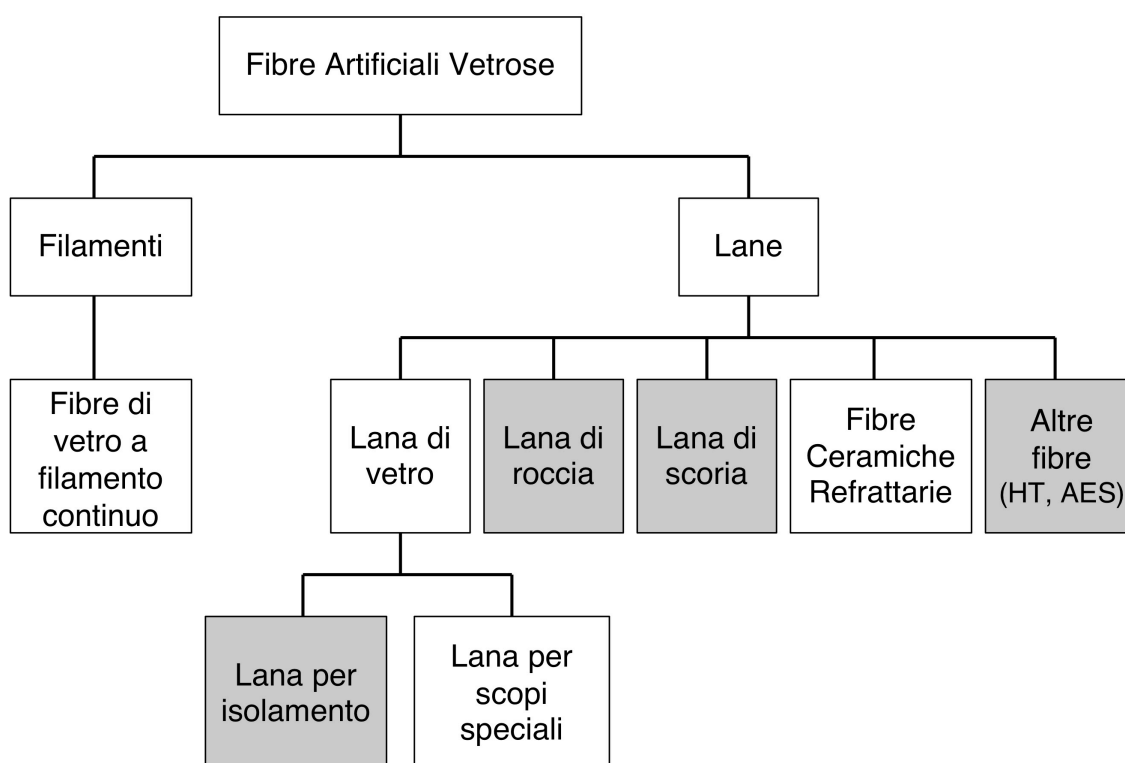 Fibre Artificiali Vetrose
Filamenti
Lane
Fibre di
vetro a
filamento
continuo
Lana di
vetro
Lana di
roccia
Lana di
scoria
Fibre
Ceramiche
Refrattarie
Altre
fibre
(HT, AES)
Lana per
isolamento
Lana per
scopi
speciali